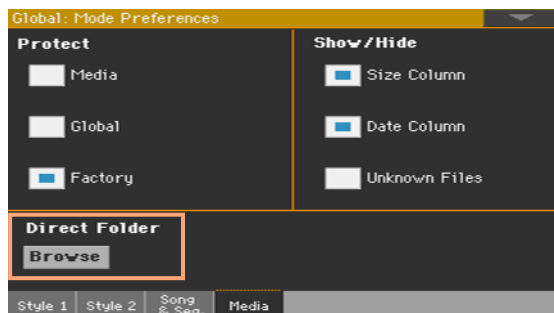 Global: Mode Preferences
Protect
Media
Global
Factory
Show/Hide
Size Column
Date Column
Unknown Files
Direct Folder
Browse
Style 1
Style 2
Song
& Seq.
Media